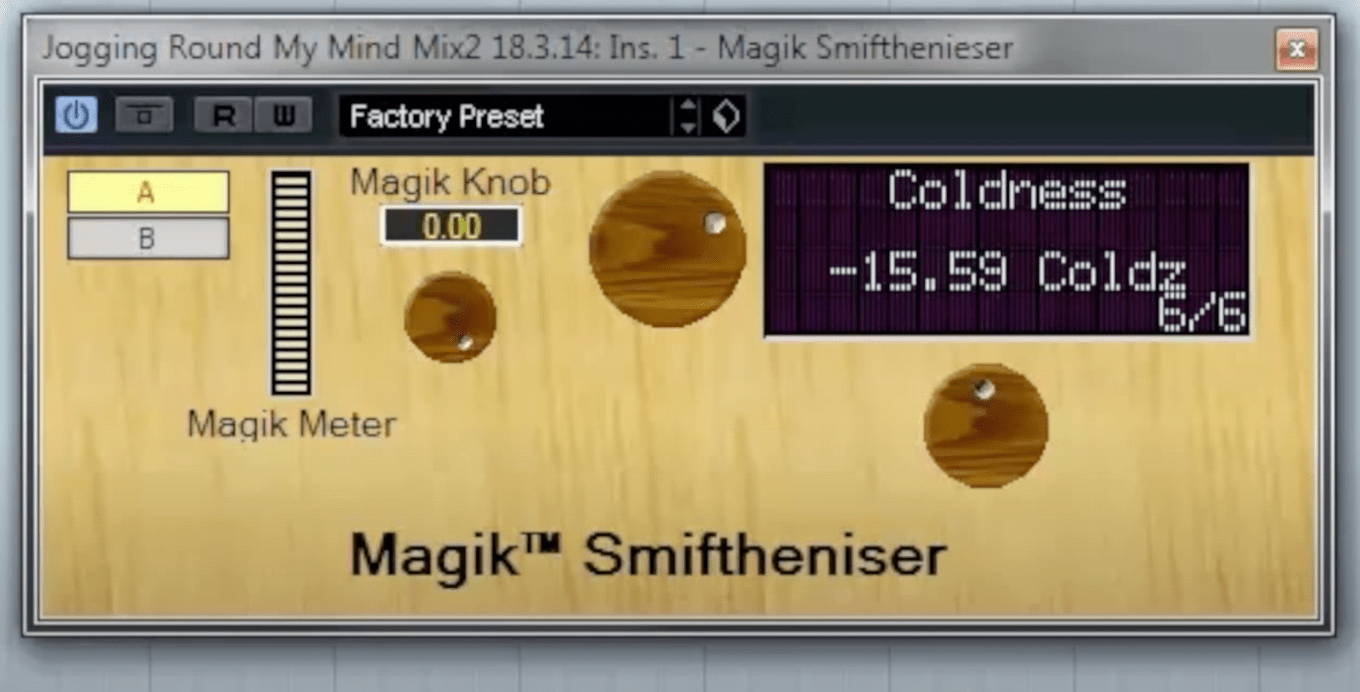 Jogging Round My Mind Mix2 18.3.14: Ins. 1 - Magik Smifthenieser
R W Factory Preset
A
B
Magik Knob
0.00
Coldness
-15.59 Coldz
6/6
Magik Meter
Magik™ Smiftheniser